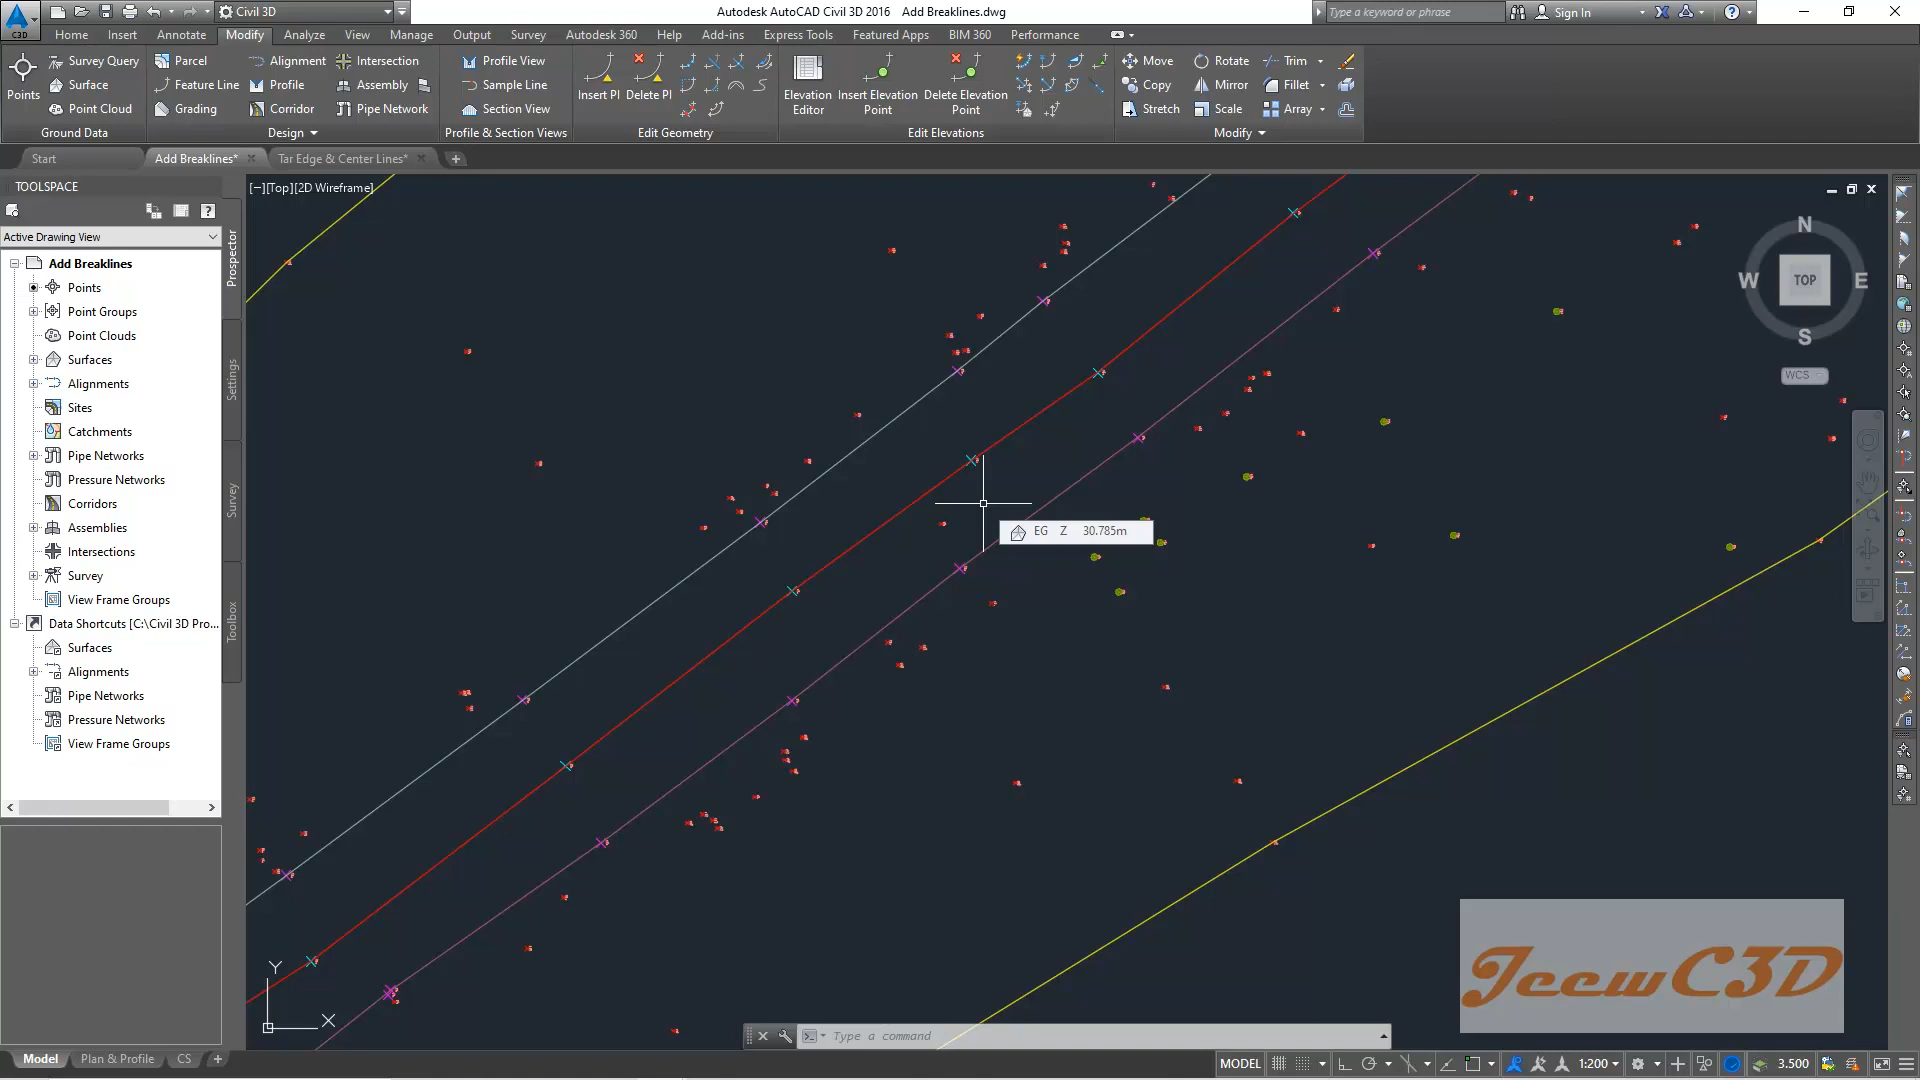 C3D
Civil 3D
Autodesk AutoCAD Civil 3D 2016 Add Breaklines.dwg
Type a keyword or phrase
Sign In
Home Insert Annotate Modify Analyze View Manage Output Survey Autodesk 360 Help Add-ins Express Tools Featured Apps BIM 360 Performance
Points
Survey Query
Surface
Point Cloud
Ground Data
Parcel
Feature Line
Grading
Alignment
Profile
Corridor
Intersection
Assembly
Pipe Network
Design
Profile View
Sample Line
Section View
Profile & Section Views
Insert PI
Delete PI
Edit Geometry
Elevation
Editor
Insert Elevation
Point
Delete Elevation
Point
Edit Elevations
Move
Copy
Stretch
Rotate
Mirror
Scale
Trim
Fillet
Array
Modify
Start
Add Breaklines*
Tar Edge & Center Lines*
TOOLSPACE
Active Drawing View
Add Breaklines
Points
Point Groups
Point Clouds
Surfaces
Alignments
Sites
Catchments
Pipe Networks
Pressure Networks
Corridors
Assemblies
Intersections
Survey
View Frame Groups
Data Shortcuts [C:\Civil 3D Pro...
Surfaces
Alignments
Pipe Networks
Pressure Networks
View Frame Groups
Prospector
Settings
Survey
Toolbox
[−][Top][2D Wireframe]
N
W
TOP
E
S
WCS
EG Z 30.785m
Y
X
JeewC3D
Type a command
Model
Plan & Profile
CS
MODEL
1:200
3.500